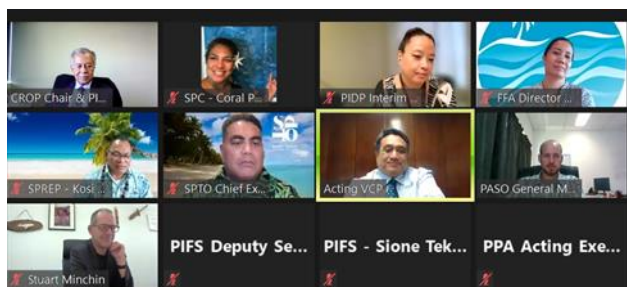 CROP Chair & PI...
SPC - Coral P...
PIDP Interim
FFA Director ...
SPREP - Kosi ...
SPTO Chief Ex...
Acting VCP
PASO General M...
Stuart Minchin
PIFS Deputy Se...
PIFS - Sione Tek...
PPA Acting Exe...